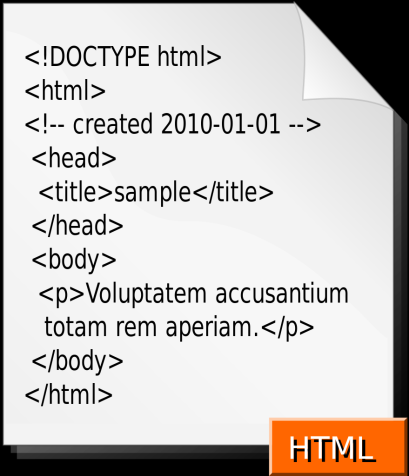 <!DOCTYPE html>
<html>
<!-- created 2010-01-01 -->
<head>
<title>sample</title>
</head>
<body>
<p>Voluptatem accusantium
totam rem aperiam.</p>
</body>
</html>
HTML